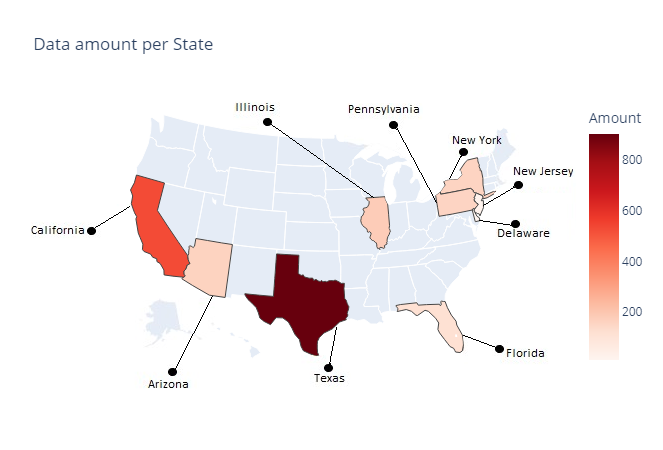 Data amount per State
Illinois
Pennsylvania
New York
New Jersey
Delaware
California
Arizona
Texas
Florida
Amount
800
600
400
200